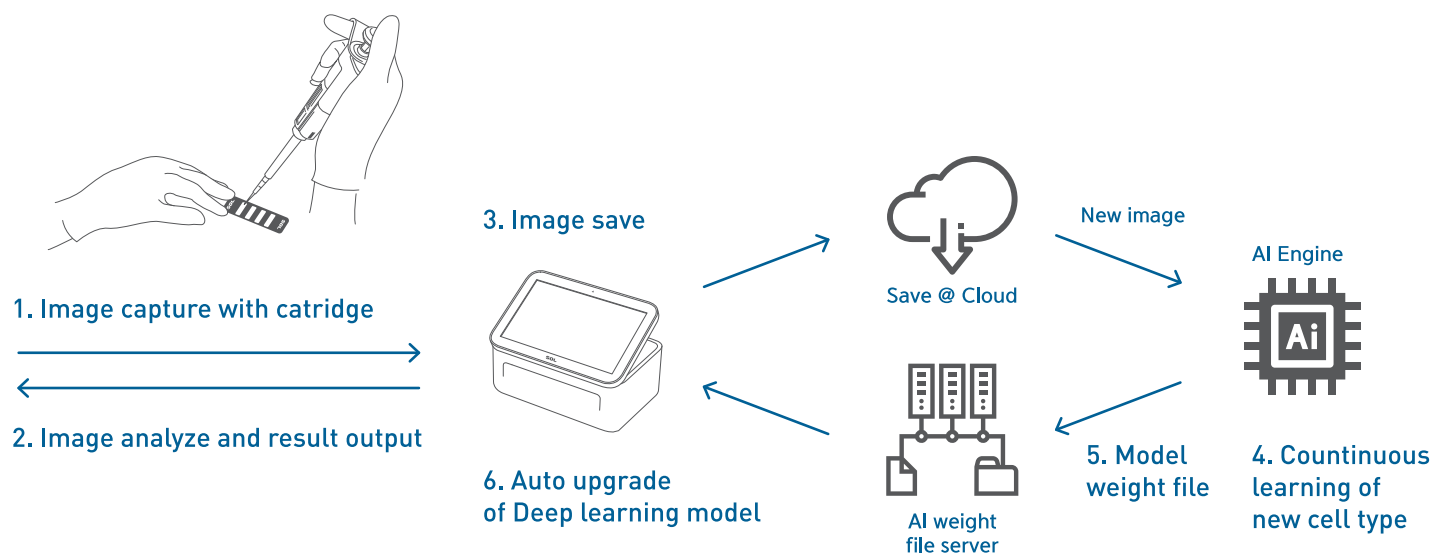 1. Image capture with catridge
2. Image analyze and result output
3. Image save
SOL
6. Auto upgrade
of Deep learning model
Save @ Cloud
New image
AI Engine
Ai
4. Countinuous
learning of
new cell type
5. Model
weight file
AI weight
file server